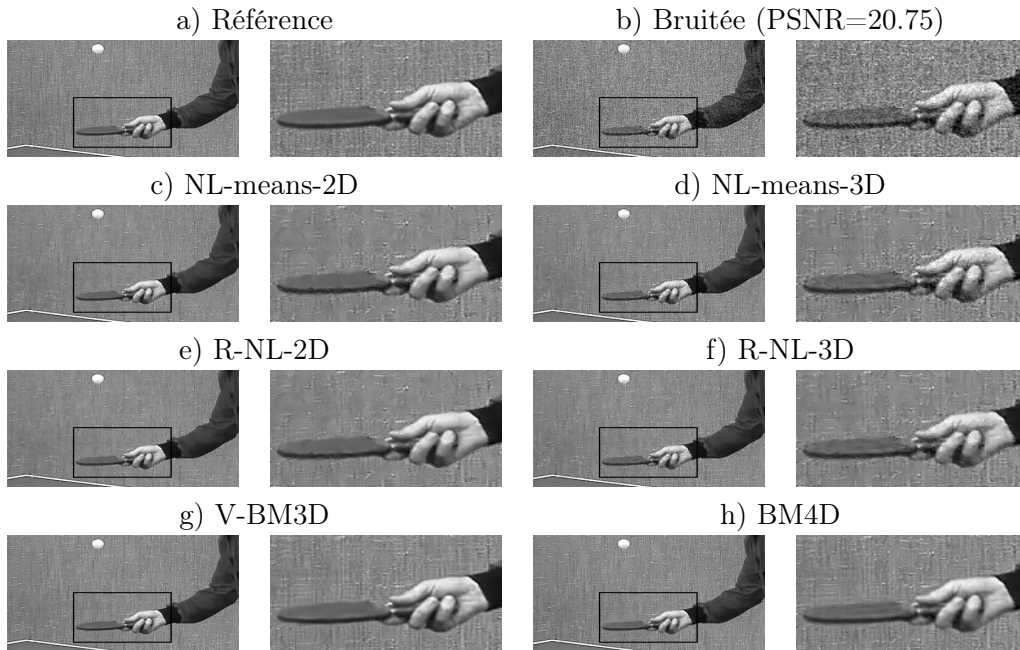 a) Référence
b) Bruitée (PSNR=20.75)
c) NL-means-2D
d) NL-means-3D
e) R-NL-2D
f) R-NL-3D
g) V-BM3D
h) BM4D